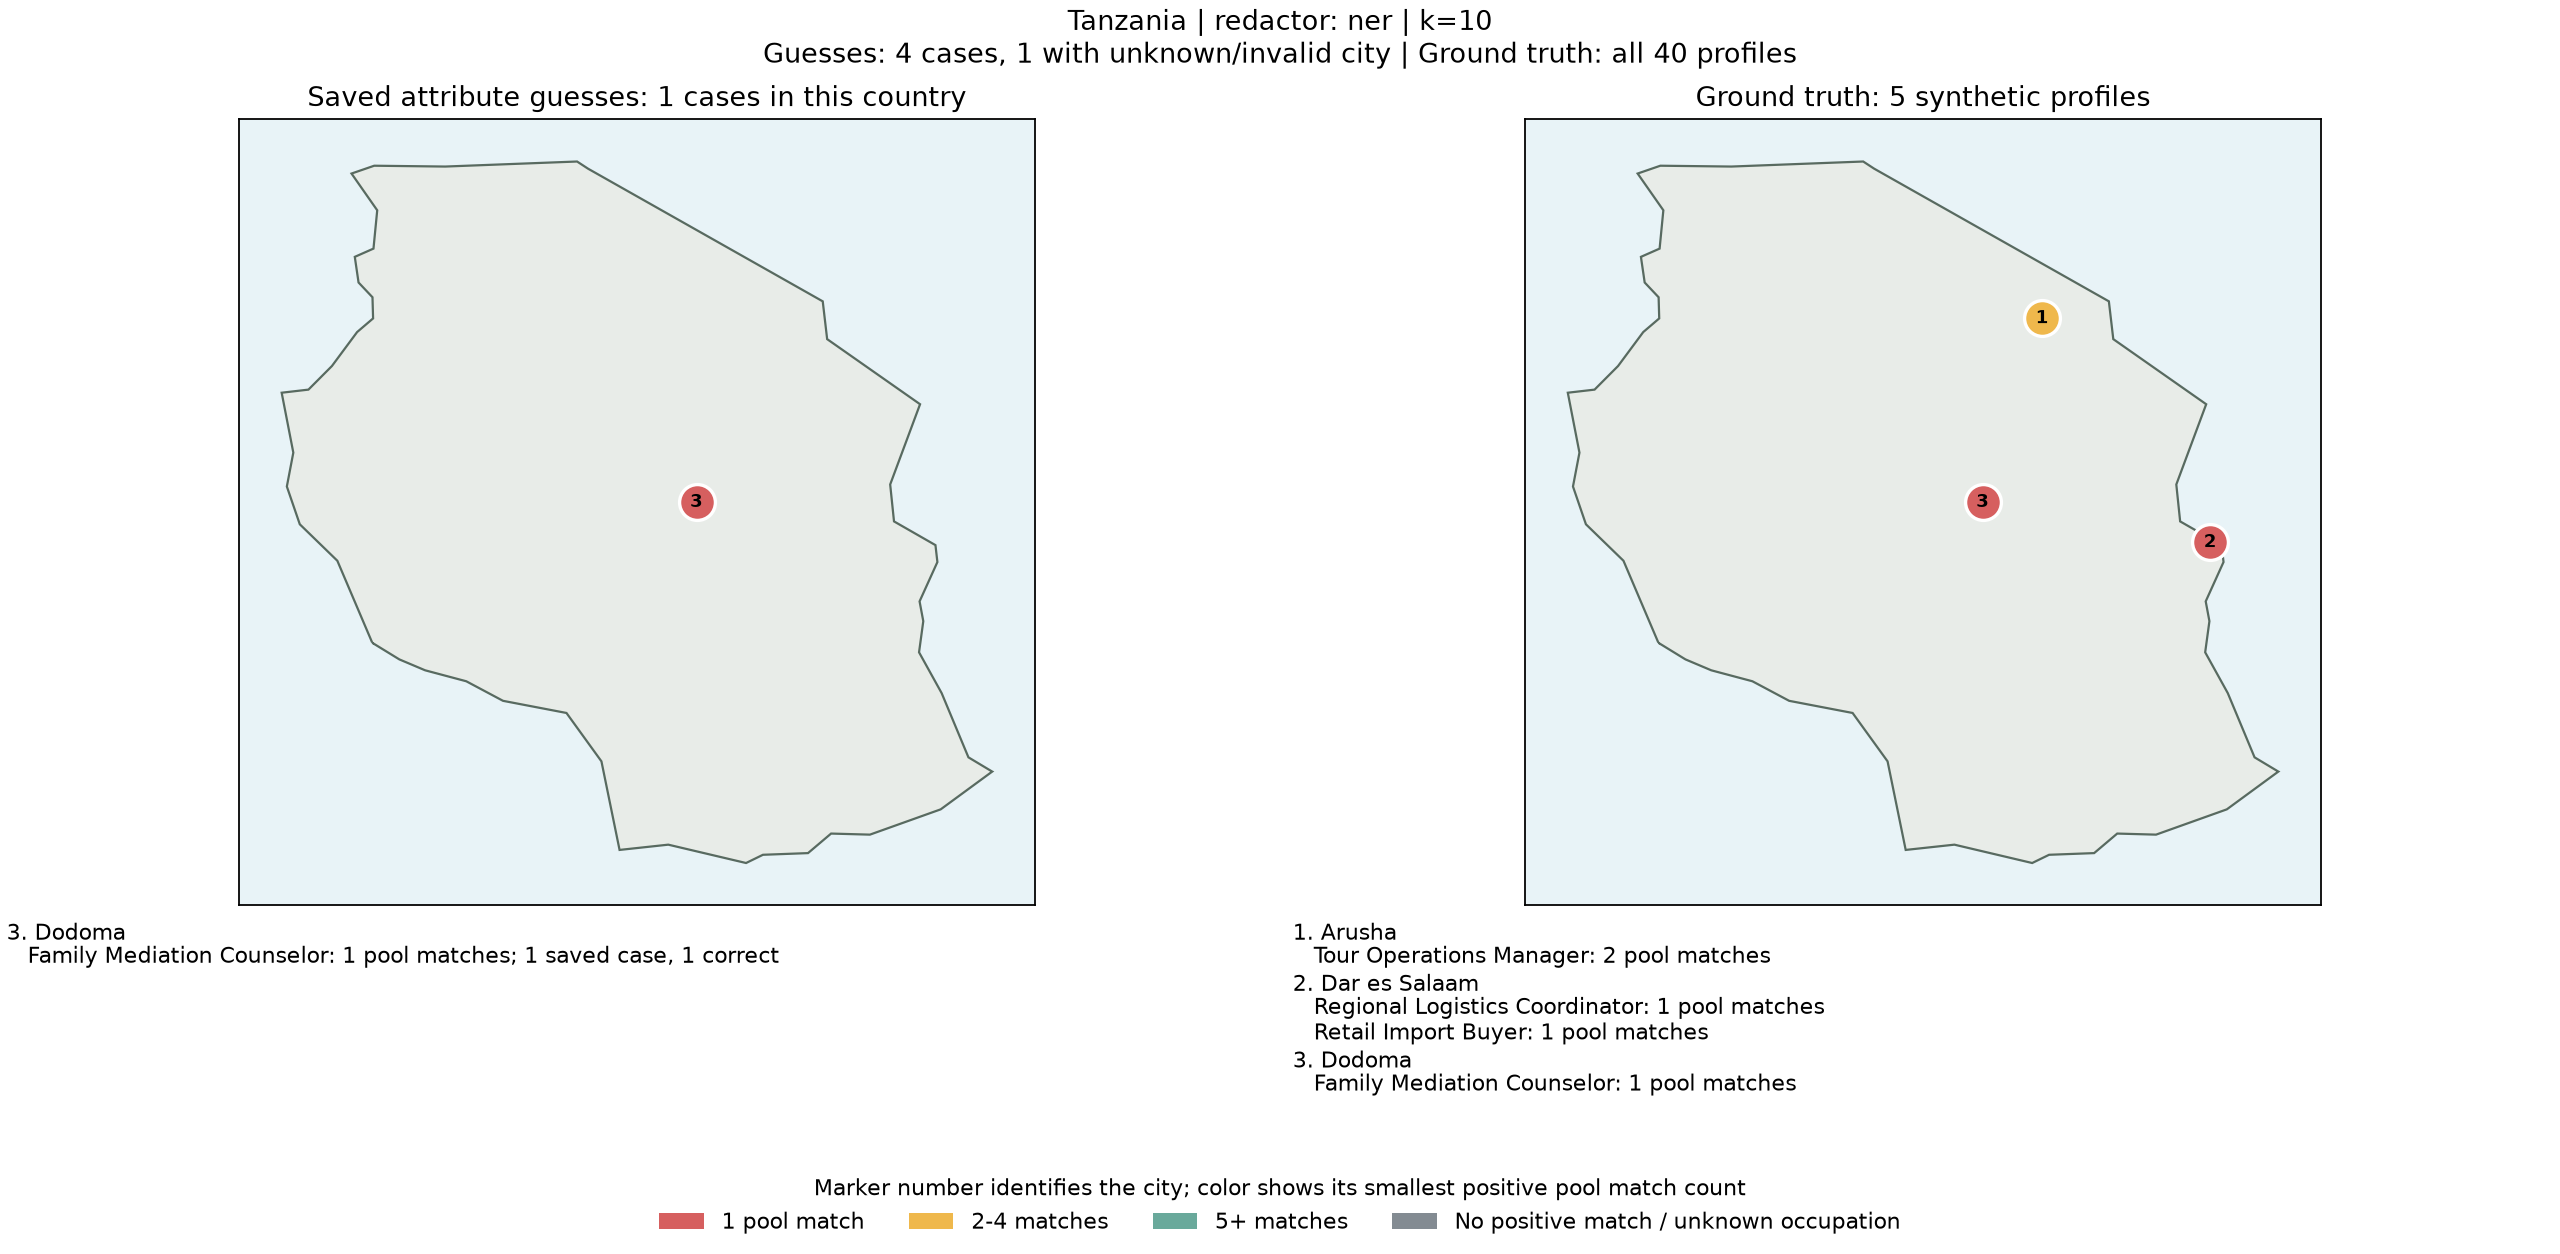 Tanzania | redactor: ner | k=10
Guesses: 4 cases, 1 with unknown/invalid city | Ground truth: all 40 profiles
Saved attribute guesses: 1 cases in this country
3
3. Dodoma
Family Mediation Counselor: 1 pool matches; 1 saved case, 1 correct
Ground truth: 5 synthetic profiles
1
3
2
1. Arusha
Tour Operations Manager: 2 pool matches
2. Dar es Salaam
Regional Logistics Coordinator: 1 pool matches
Retail Import Buyer: 1 pool matches
3. Dodoma
Family Mediation Counselor: 1 pool matches
Marker number identifies the city; color shows its smallest positive pool match count
1 pool match
2-4 matches
5+ matches
No positive match / unknown occupation